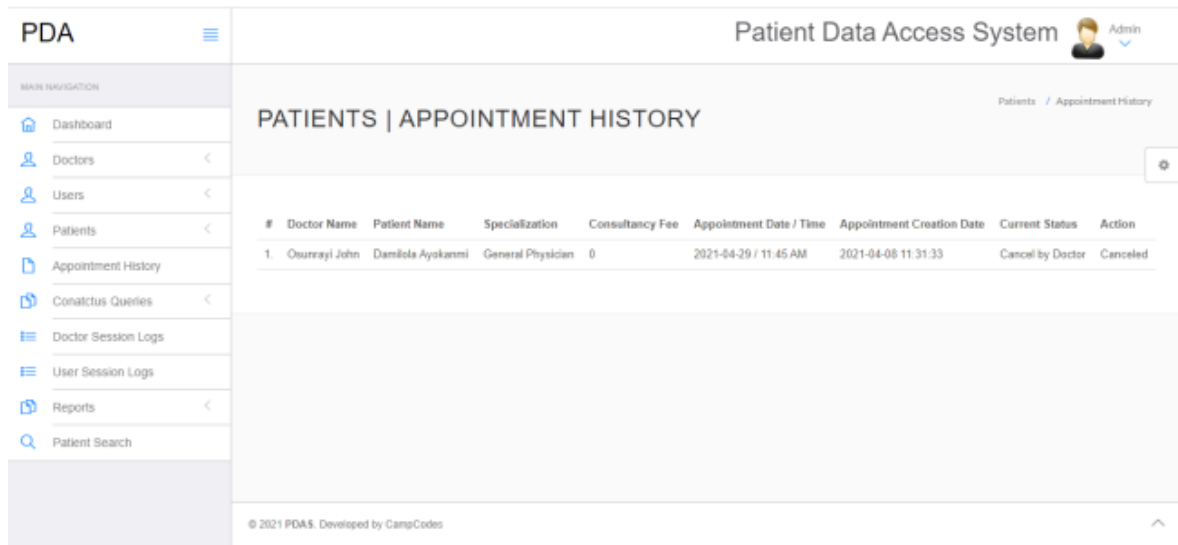 PDA
Patient Data Access System
Admin
MAIN NAVIGATION
Dashboard
Doctors
Users
Patients
Appointment History
Conatctus Queries
Doctor Session Logs
User Session Logs
Reports
Patient Search
PATIENTS | APPOINTMENT HISTORY
Patients / Appointment History
# Doctor Name Patient Name Specialization Consultancy Fee Appointment Date / Time Appointment Creation Date Current Status Action
1. Osunrayi John Damilola Ayokanmi General Physician 0 2021-04-29 / 11:45 AM 2021-04-08 11:31:33 Cancel by Doctor Canceled
© 2021 PDAS. Developed by CampCodes